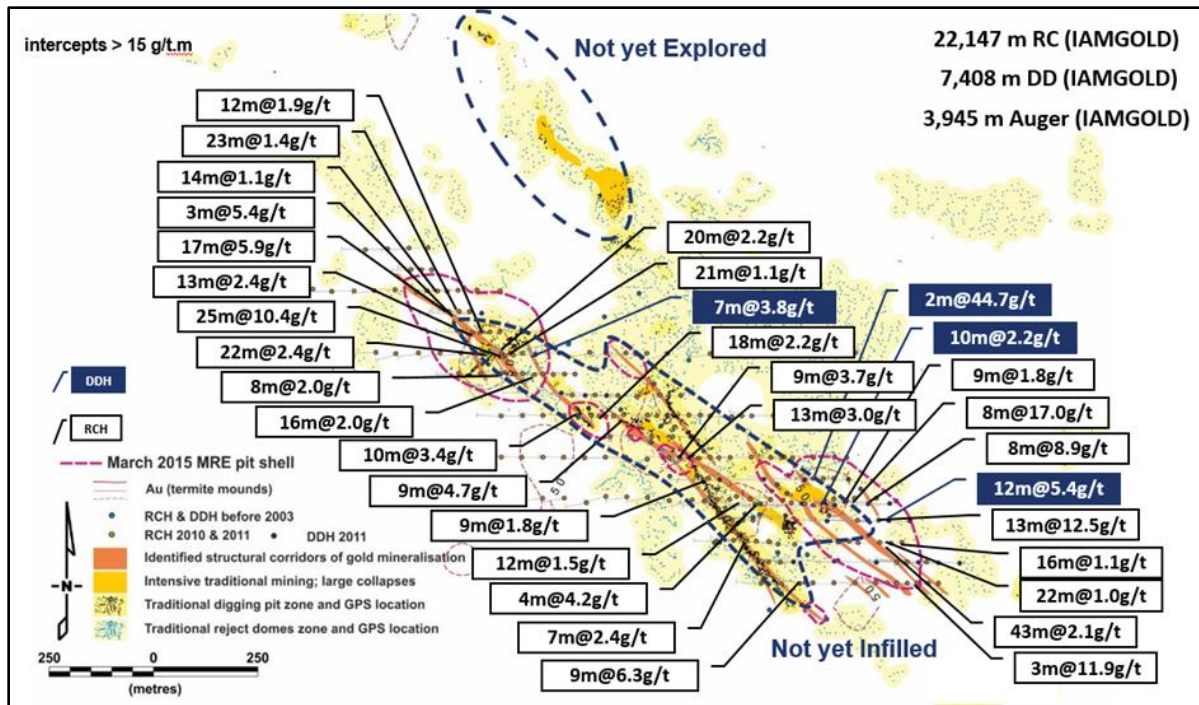 intercepts > 15 g/t.m
Not yet Explored
22,147 m RC (IAMGOLD)
7,408 m DD (IAMGOLD)
3,945 m Auger (IAMGOLD)
12m@1.9g/t
23m@1.4g/t
14m@1.1g/t
3m@5.4g/t
17m@5.9g/t
13m@2.4g/t
25m@10.4g/t
22m@2.4g/t
8m@2.0g/t
16m@2.0g/t
10m@3.4g/t
9m@4.7g/t
9m@1.8g/t
12m@1.5g/t
4m@4.2g/t
7m@2.4g/t
9m@6.3g/t
20m@2.2g/t
21m@1.1g/t
7m@3.8g/t
18m@2.2g/t
9m@3.7g/t
13m@3.0g/t
2m@44.7g/t
10m@2.2g/t
9m@1.8g/t
8m@17.0g/t
8m@8.9g/t
12m@5.4g/t
13m@12.5g/t
16m@1.1g/t
22m@1.0g/t
43m@2.1g/t
3m@11.9g/t
Not yet Infilled
50
50
50
DDH
RCH
March 2015 MRE pit shell
Au (termite mounds)
RCH & DDH before 2003
RCH 2010 & 2011 DDH 2011
Identified structural corridors of gold mineralisation
Intensive traditional mining; large collapses
Traditional digging pit zone and GPS location
Traditional reject domes zone and GPS location
N
250 0 250
(metres)